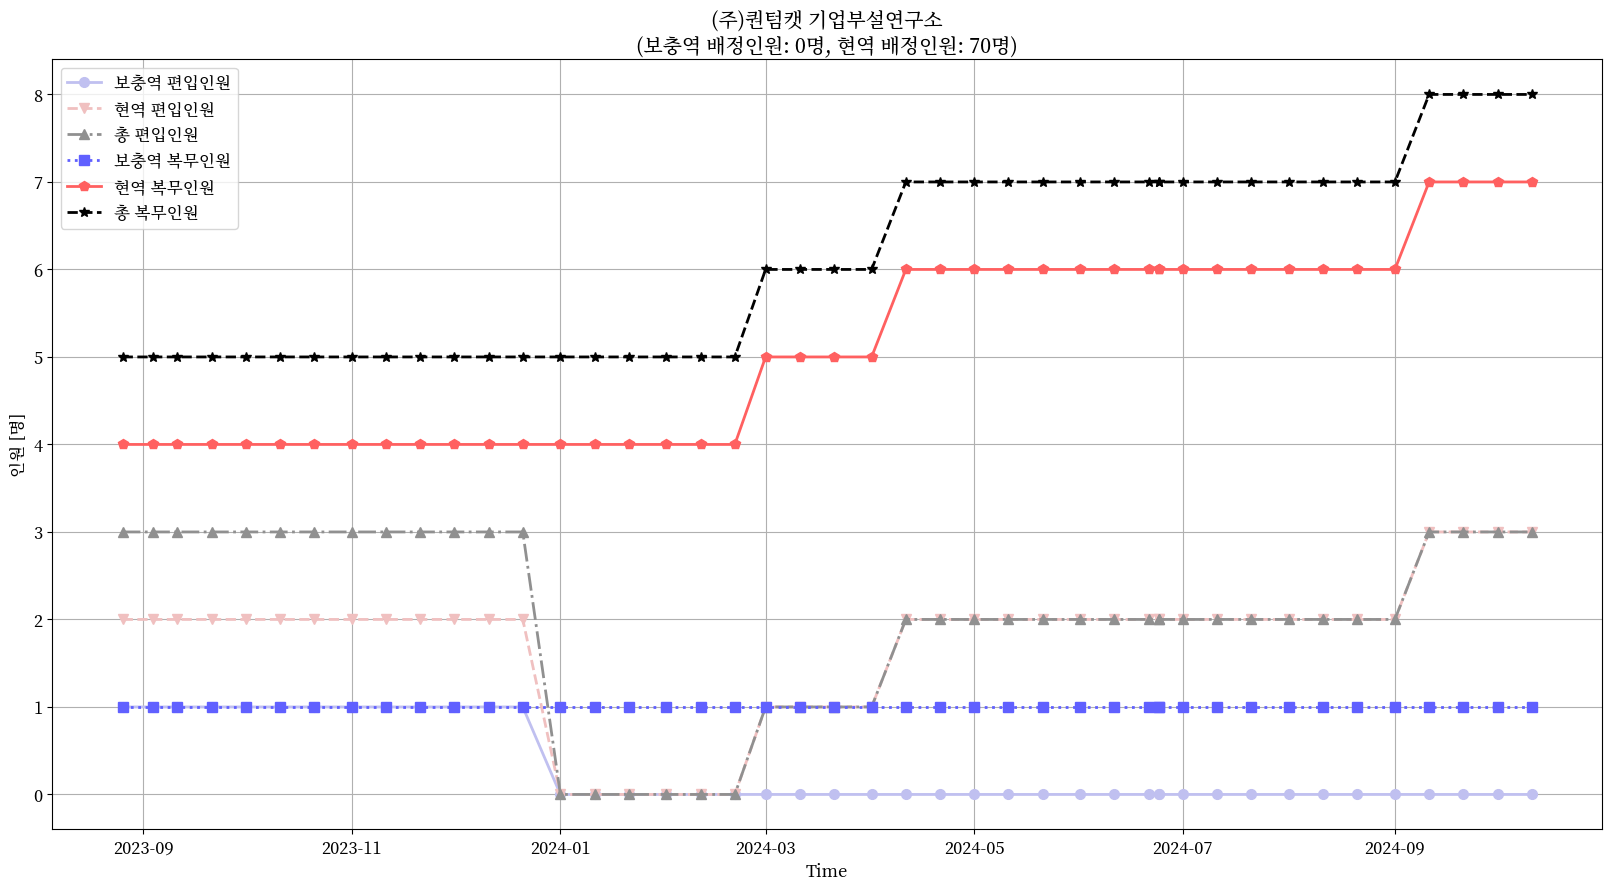 (주)퀀텀캣 기업부설연구소
(보충역 배정인원: 0명, 현역 배정인원: 70명)
보충역 편입인원
현역 편입인원
총 편입인원
보충역 복무인원
현역 복무인원
총 복무인원
8
7
6
5
4
3
2
1
0
인원 [명]
2023-09 2023-11 2024-01 2024-03 2024-05 2024-07 2024-09
Time